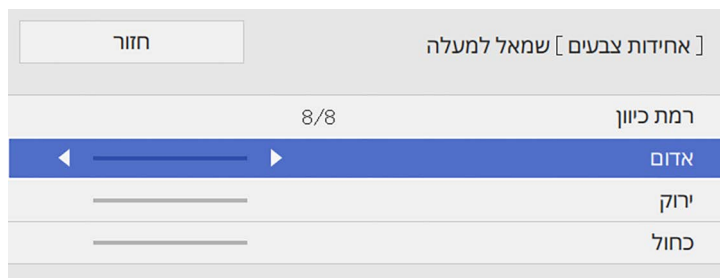 [ אחידות צבעים ] שמאל למעלה
חזור
רמת כיוון 8/8
אדום
ירוק
כחול